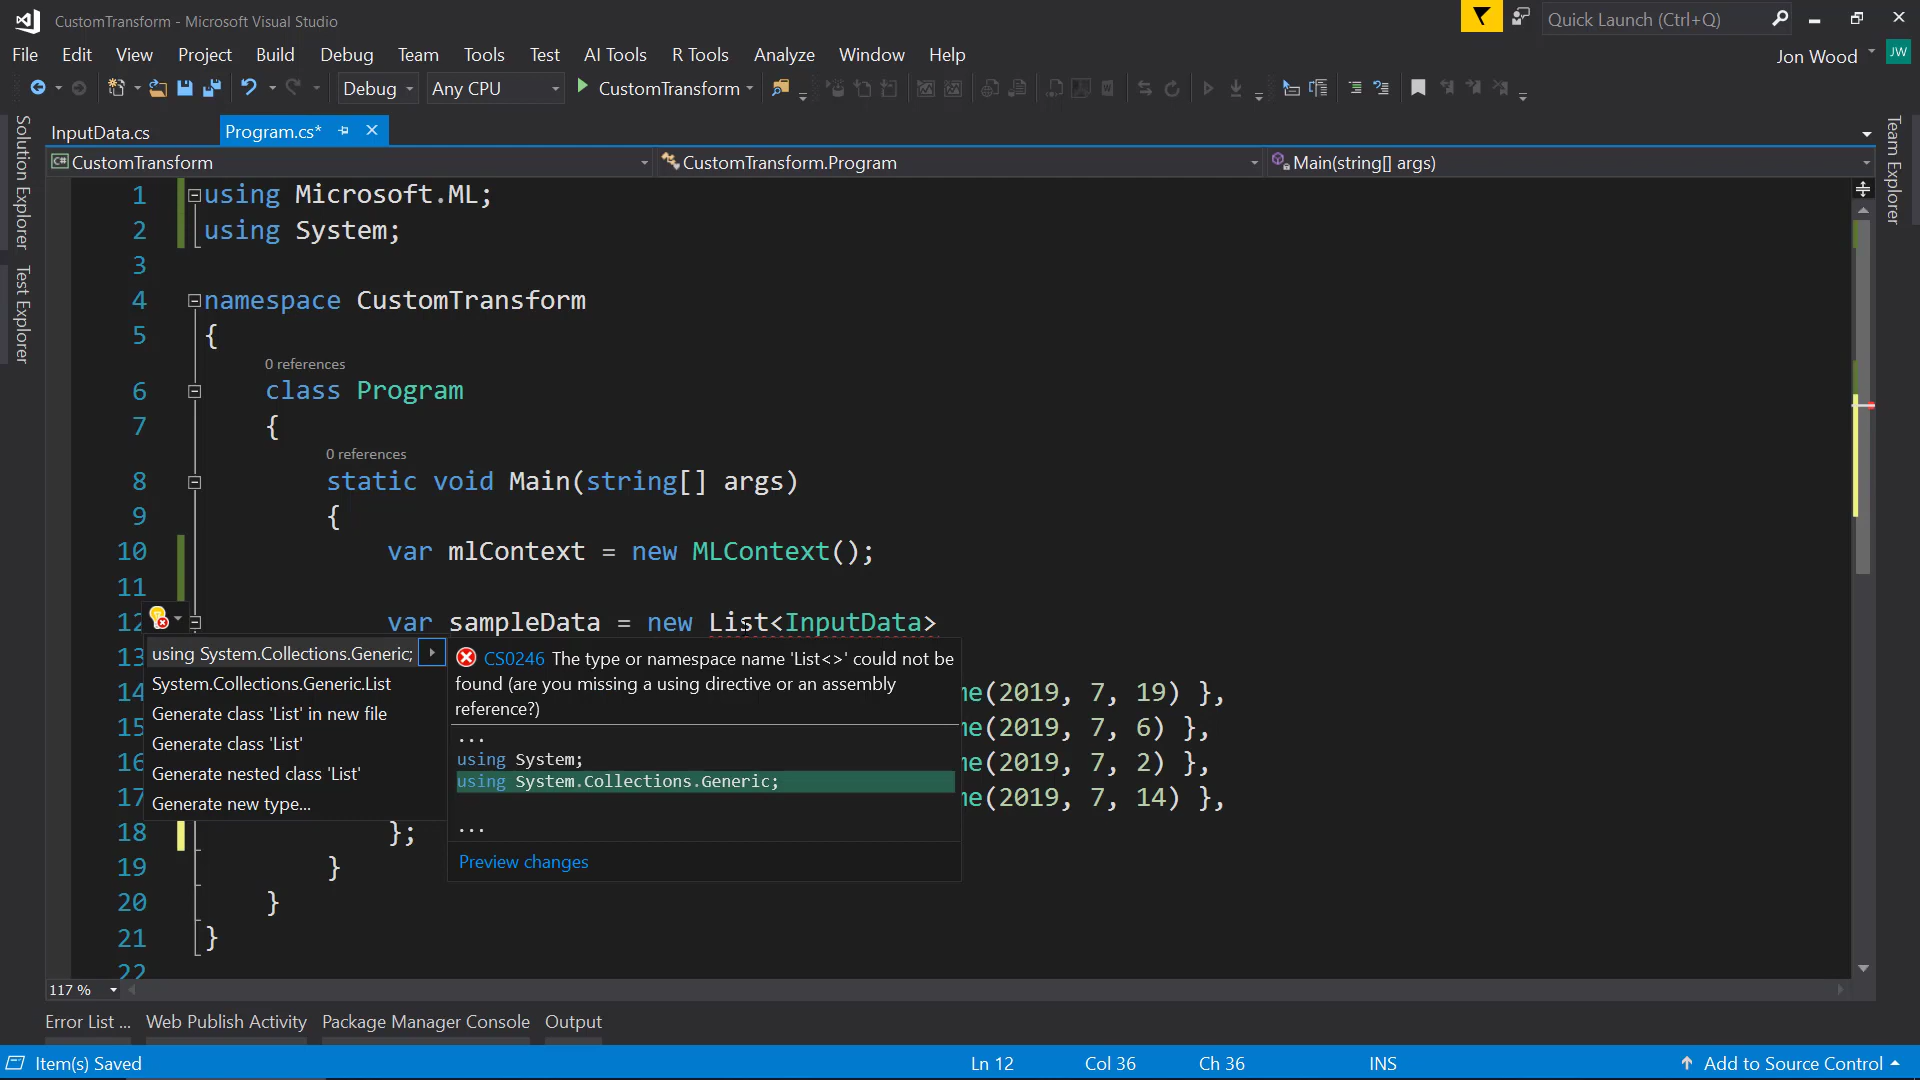 CustomTransform - Microsoft Visual Studio
Quick Launch (Ctrl+Q)
File Edit View Project Build Debug Team Tools Test AI Tools R Tools Analyze Window Help
Jon Wood JW
Debug Any CPU CustomTransform
Solution Explorer
Test Explorer
Team Explorer
InputData.cs Program.cs*
C# CustomTransform CustomTransform.Program Main(string[] args)
1 using Microsoft.ML;
2 using System;
3
4 namespace CustomTransform
5 {
0 references
6 class Program
7 {
0 references
8 static void Main(string[] args)
9 {
10 var mlContext = new MLContext();
11
12 var sampleData = new List<InputData>
13
14 me(2019, 7, 19) },
15 me(2019, 7, 6) },
16 me(2019, 7, 2) },
17 me(2019, 7, 14) },
18 };
19 }
20 }
21 }
22
using System.Collections.Generic;
System.Collections.Generic.List
Generate class 'List' in new file
Generate class 'List'
Generate nested class 'List'
Generate new type...
CS0246 The type or namespace name 'List<>' could not be
found (are you missing a using directive or an assembly
reference?)
...
using System;
using System.Collections.Generic;
...
Preview changes
117 %
Error List ... Web Publish Activity Package Manager Console Output
Item(s) Saved Ln 12 Col 36 Ch 36 INS Add to Source Control